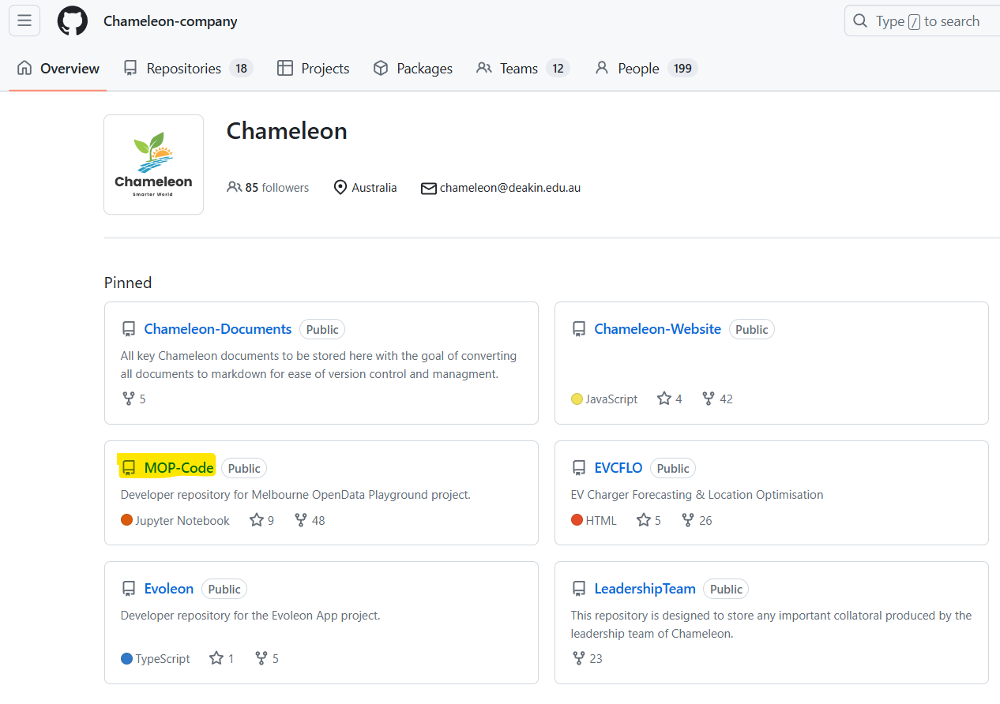 Chameleon-company
Type / to search
Overview Repositories 18 Projects Packages Teams 12 People 199
Chameleon
Smarter World
Chameleon
85 followers Australia chameleon@deakin.edu.au
Pinned
Chameleon-Documents Public
All key Chameleon documents to be stored here with the goal of converting
all documents to markdown for ease of version control and managment.
5
Chameleon-Website Public
JavaScript 4 42
MOP-Code Public
Developer repository for Melbourne OpenData Playground project.
Jupyter Notebook 9 48
EVCFLO Public
EV Charger Forecasting & Location Optimisation
HTML 5 26
Evoleon Public
Developer repository for the Evoleon App project.
TypeScript 1 5
LeadershipTeam Public
This repository is designed to store any important collatoral produced by the
leadership team of Chameleon.
23